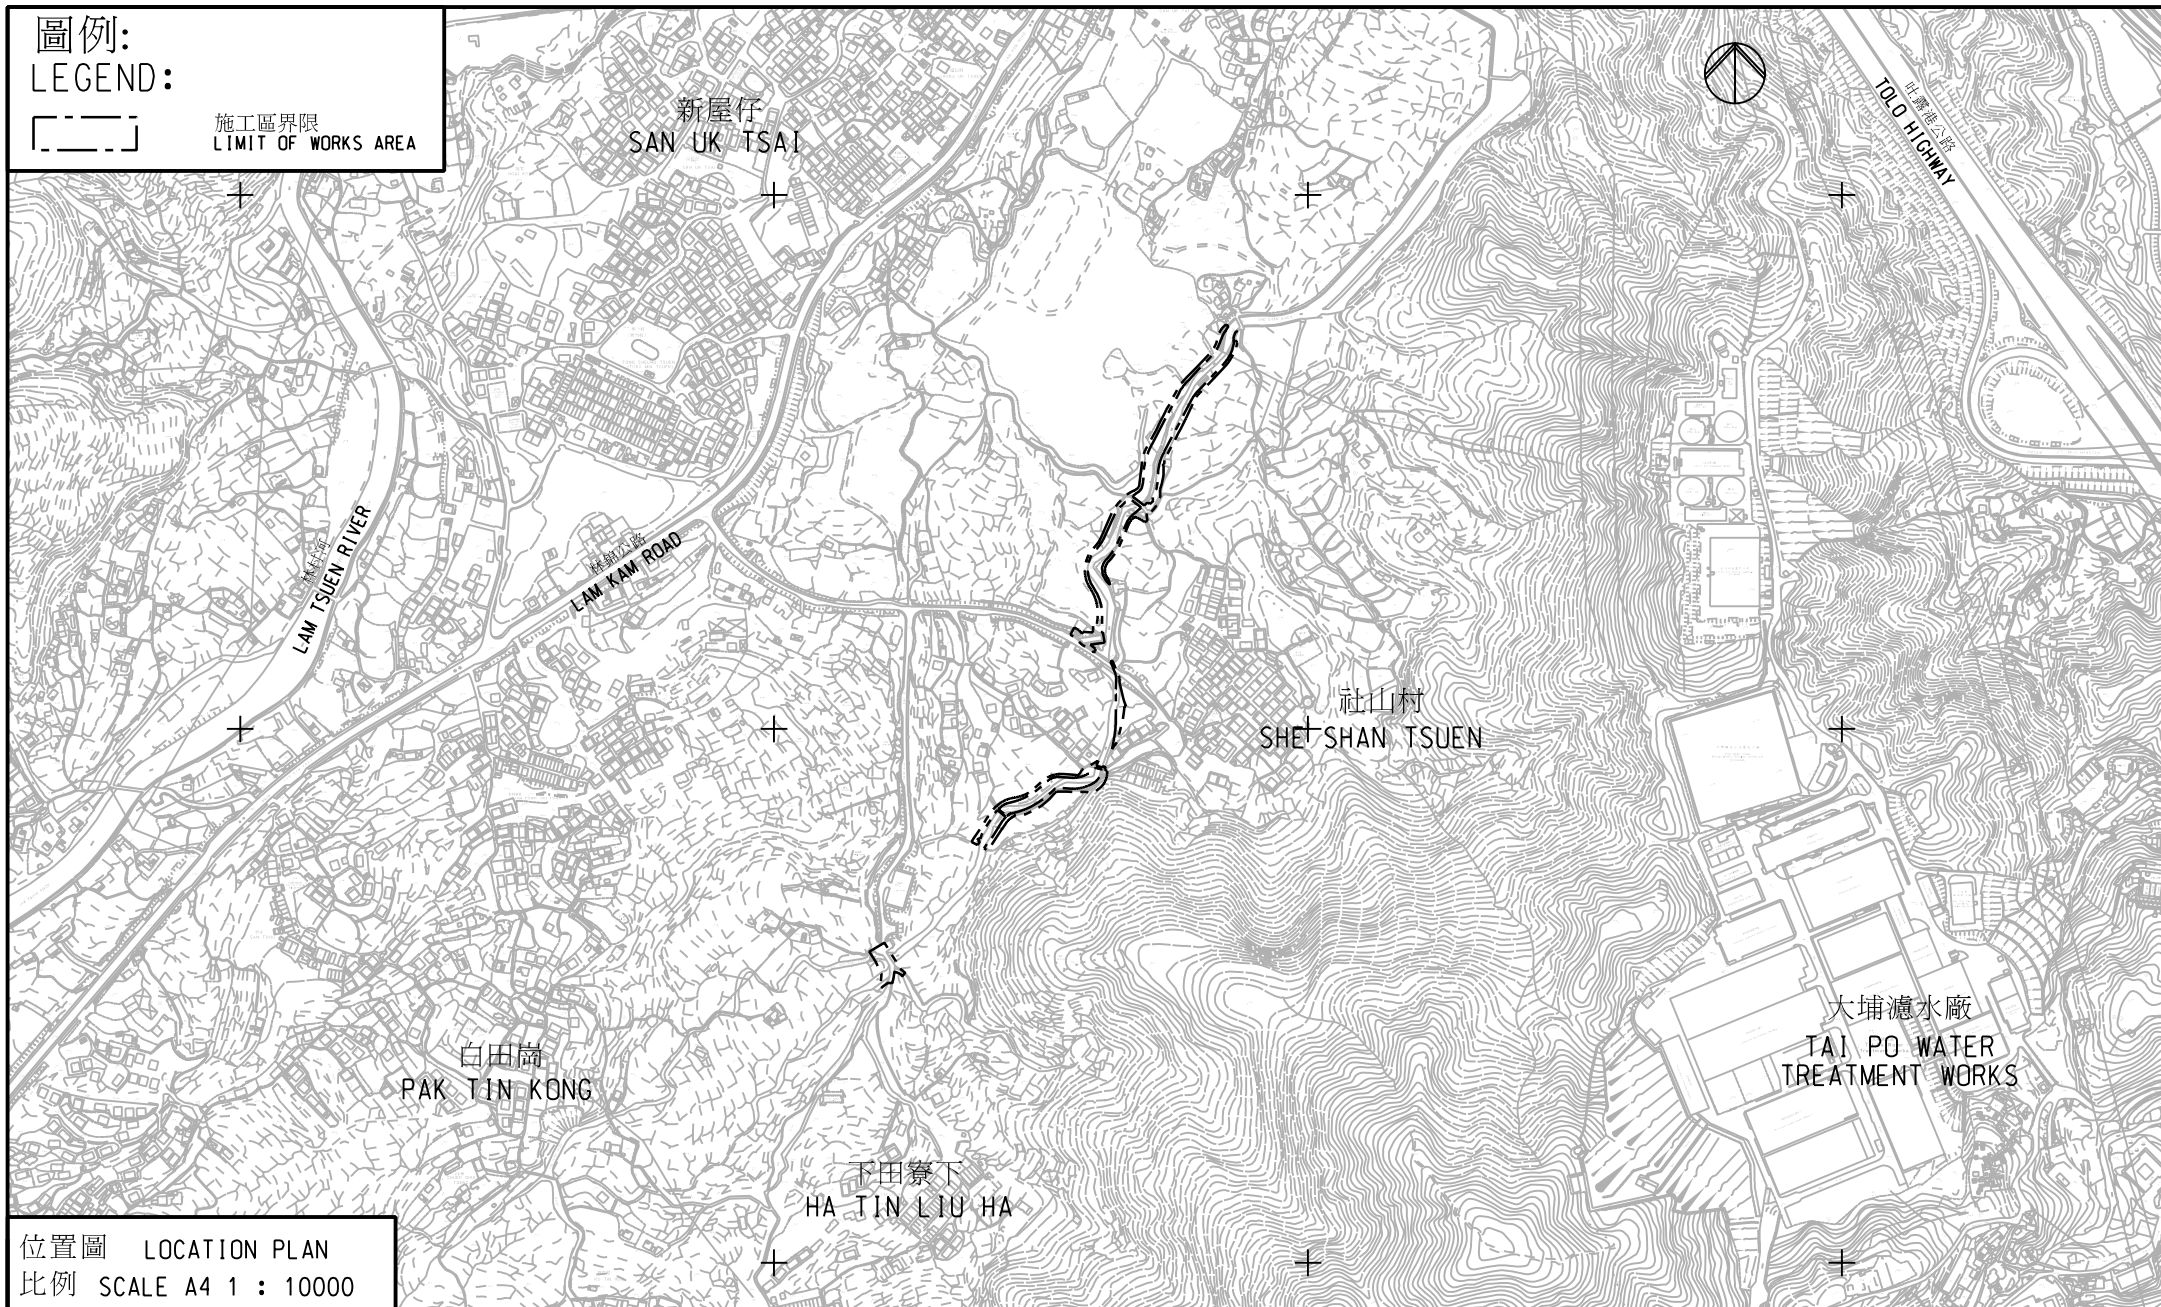 圖例:
LEGEND:
施工區界限
LIMIT OF WORKS AREA
新屋仔
SAN UK TSAI
吐露港公路
TOLO HIGHWAY
林村河
LAM TSUEN RIVER
林錦公路
LAM KAM ROAD
社山村
SHE SHAN TSUEN
大埔濾水廠
TAI PO WATER
TREATMENT WORKS
白田崗
PAK TIN KONG
下田寮下
HA TIN LIU HA
位置圖 LOCATION PLAN
比例 SCALE A4 1 : 10000